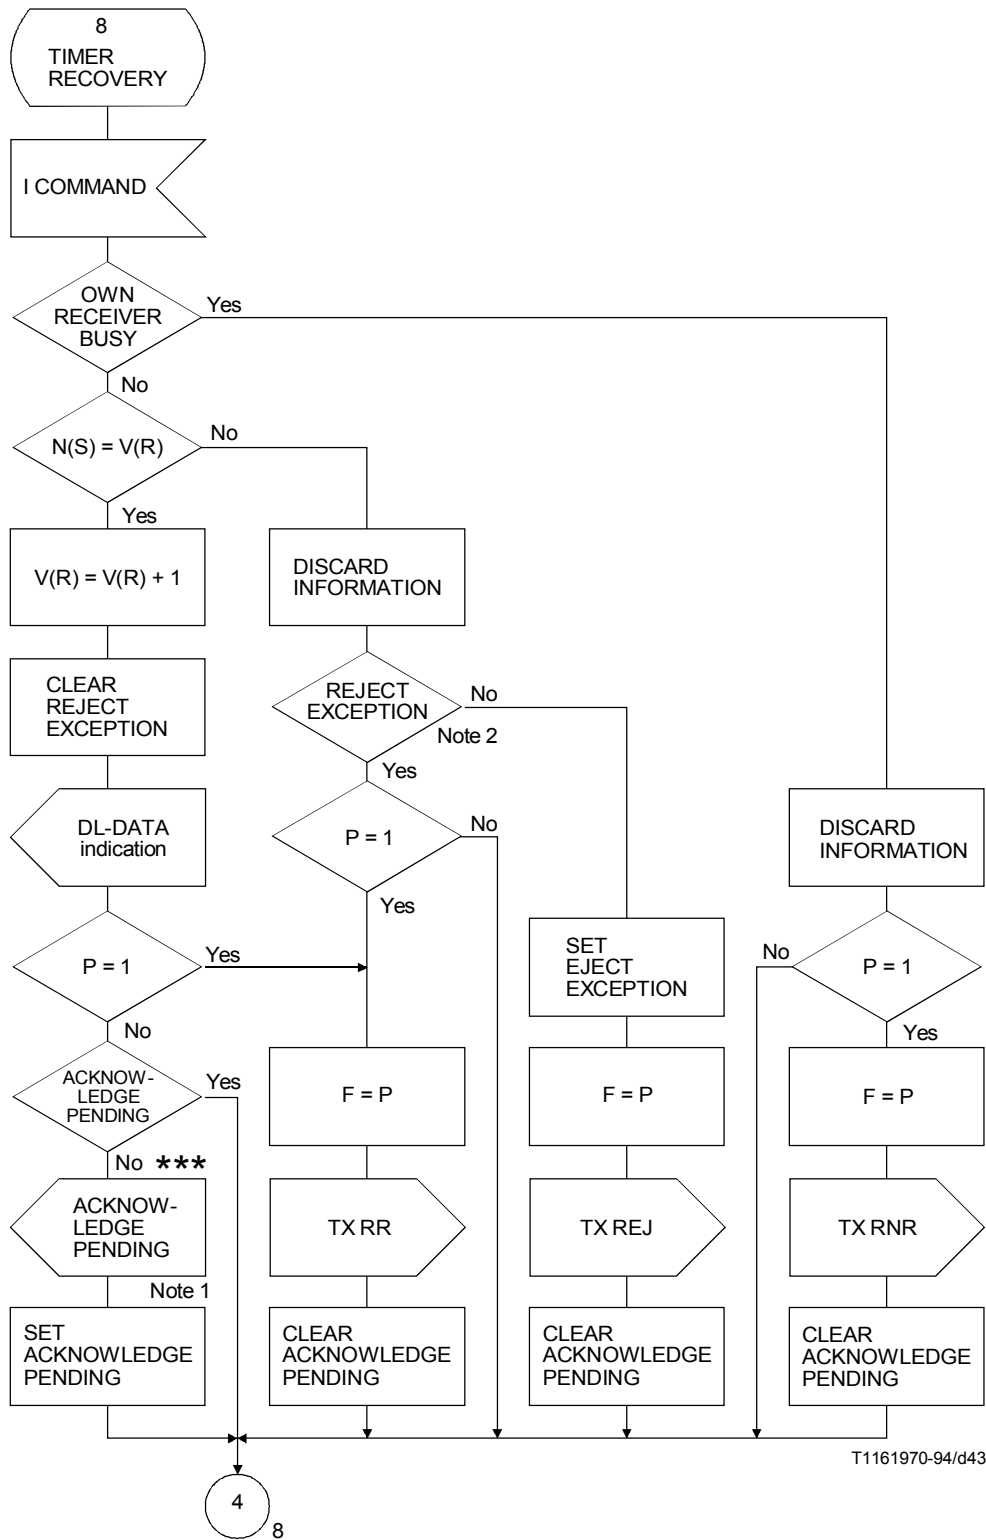 8
TIMER
RECOVERY
I COMMAND
OWN
RECEIVER
BUSY
Yes
No
N(S) = V(R)
No
Yes
V(R) = V(R) + 1
DISCARD
INFORMATION
CLEAR
REJECT
EXCEPTION
REJECT
EXCEPTION
No
Note 2
Yes
DL-DATA
indication
P = 1
No
Yes
DISCARD
INFORMATION
P = 1
Yes
No
SET
EJECT
EXCEPTION
No
P = 1
Yes
ACKNOW-
LEDGE
PENDING
Yes
No ***
F = P
F = P
F = P
ACKNOW-
LEDGE
PENDING
Note 1
TX RR
TX REJ
TX RNR
SET
ACKNOWLEDGE
PENDING
CLEAR
ACKNOWLEDGE
PENDING
CLEAR
ACKNOWLEDGE
PENDING
CLEAR
ACKNOWLEDGE
PENDING
T1161970-94/d43
4
8